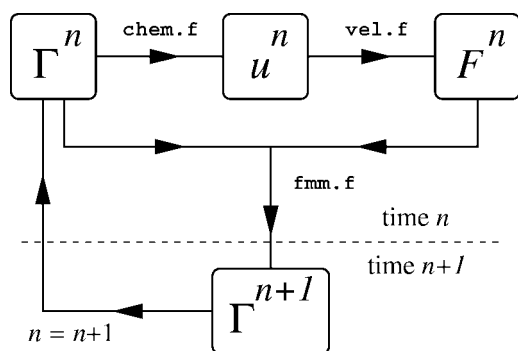 chem.f
vel.f
Γ^n
u^n
F^n
fmm.f
time n
time n+1
Γ^{n+1}
n = n+1